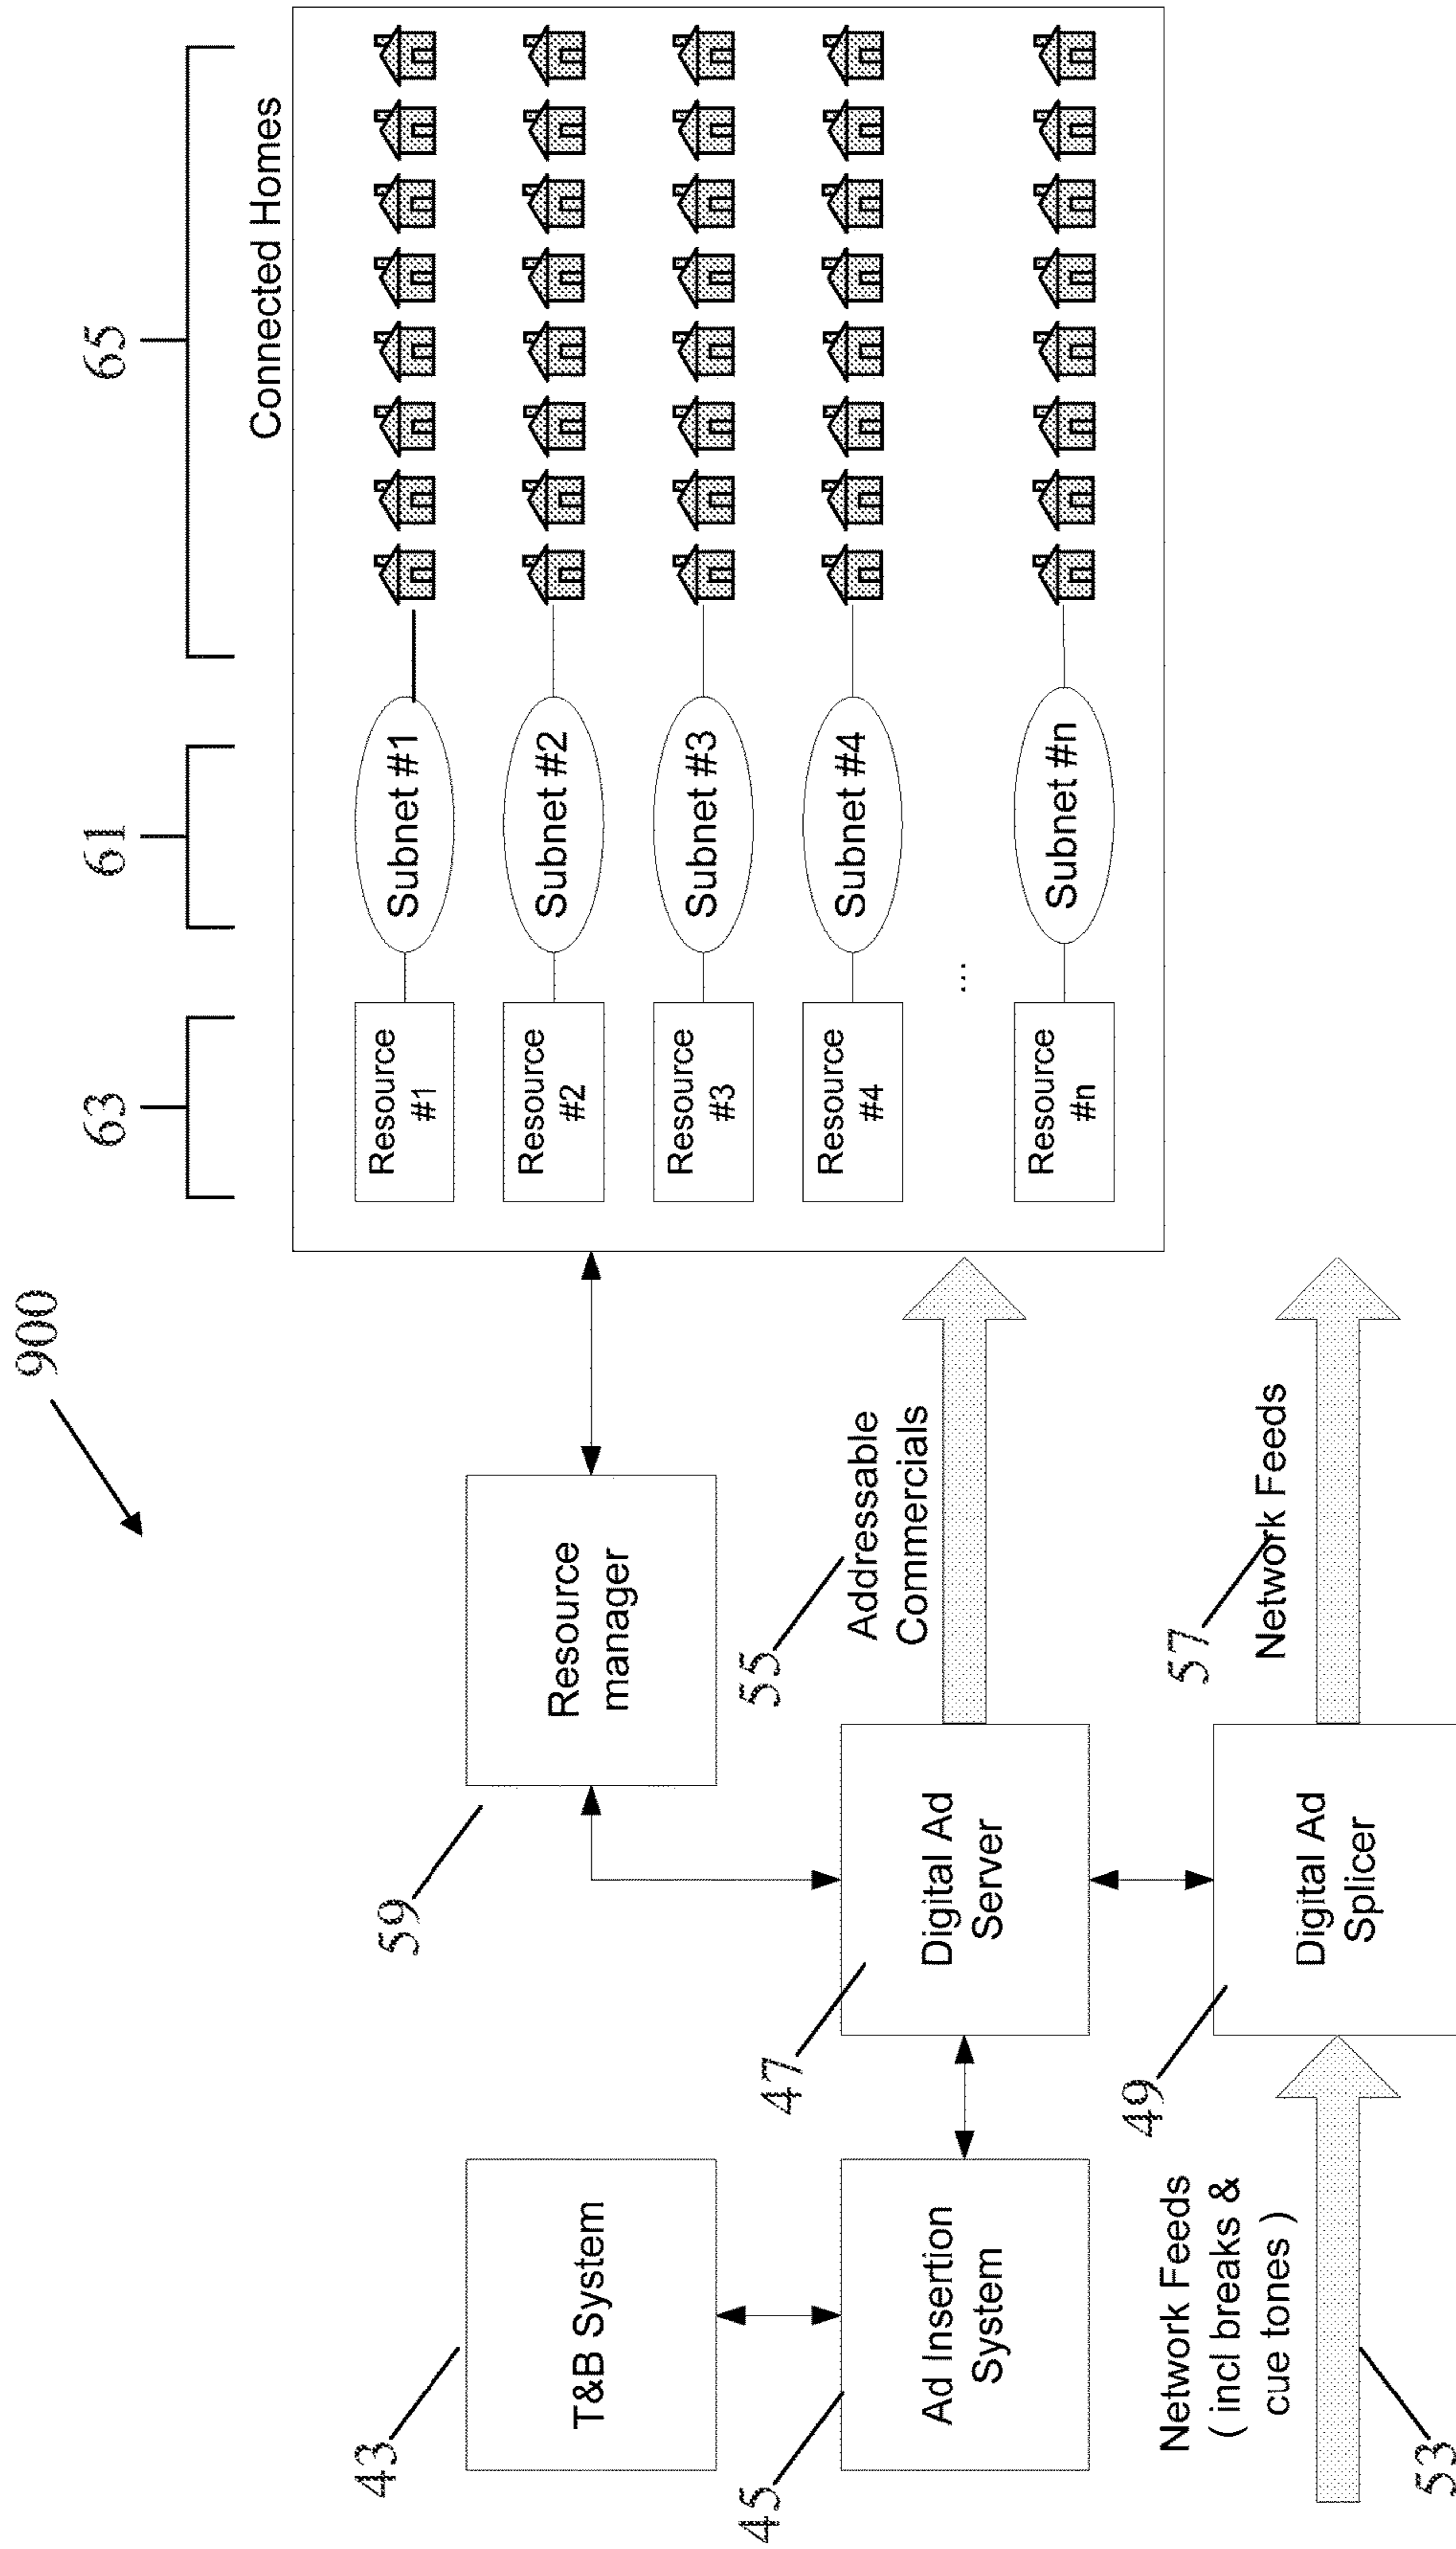 900
63
61
65
Connected Homes
Resource
#1
Subnet #1
Resource
#2
Subnet #2
Resource
#3
Subnet #3
Resource
#4
Subnet #4
...
Resource
#n
Subnet #n
43
T&B System
59
Resource
manager
45
Ad Insertion
System
47
Digital Ad
Server
55
Addressable
Commercials
53
Network Feeds
( incl breaks &
cue tones )
49
Digital Ad
Splicer
57
Network Feeds